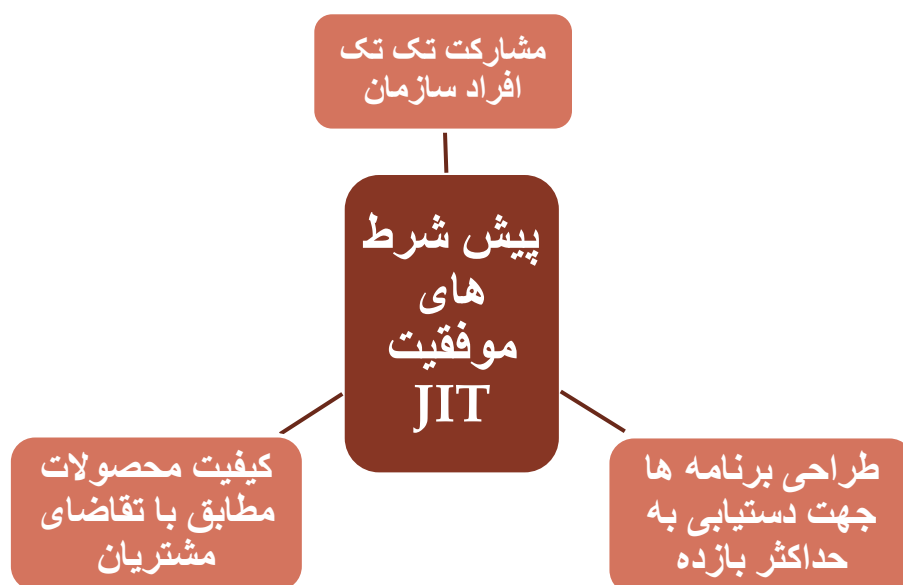 مشارکت تک تک
افراد سازمان
پیش شرط
های
موفقیت
JIT
طراحی برنامه ها
جهت دستیابی به
حداکثر بازده
کیفیت محصولات
مطابق با تقاضای
مشتریان